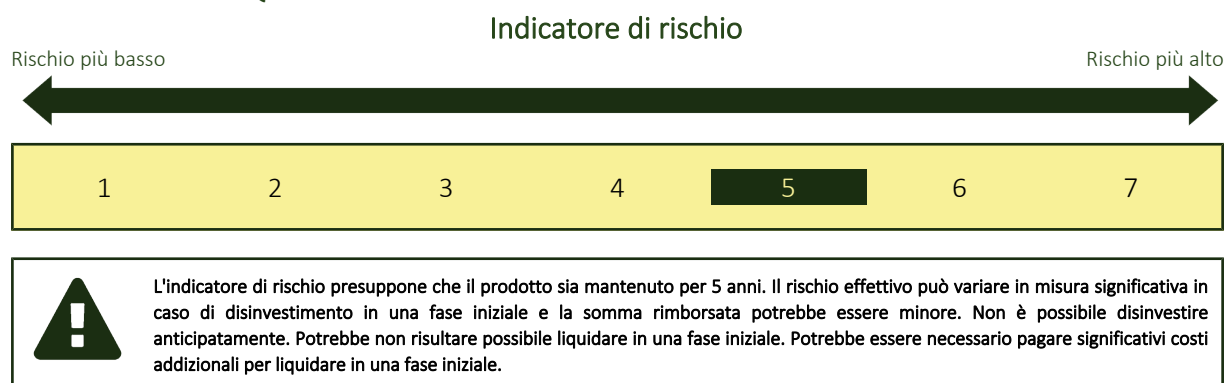 Indicatore di rischio
Rischio più basso Rischio più alto
1 2 3 4 5 6 7
L'indicatore di rischio presuppone che il prodotto sia mantenuto per 5 anni. Il rischio effettivo può variare in misura significativa in
caso di disinvestimento in una fase iniziale e la somma rimborsata potrebbe essere minore. Non è possibile disinvestire
anticipatamente. Potrebbe non risultare possibile liquidare in una fase iniziale. Potrebbe essere necessario pagare significativi costi
addizionali per liquidare in una fase iniziale.